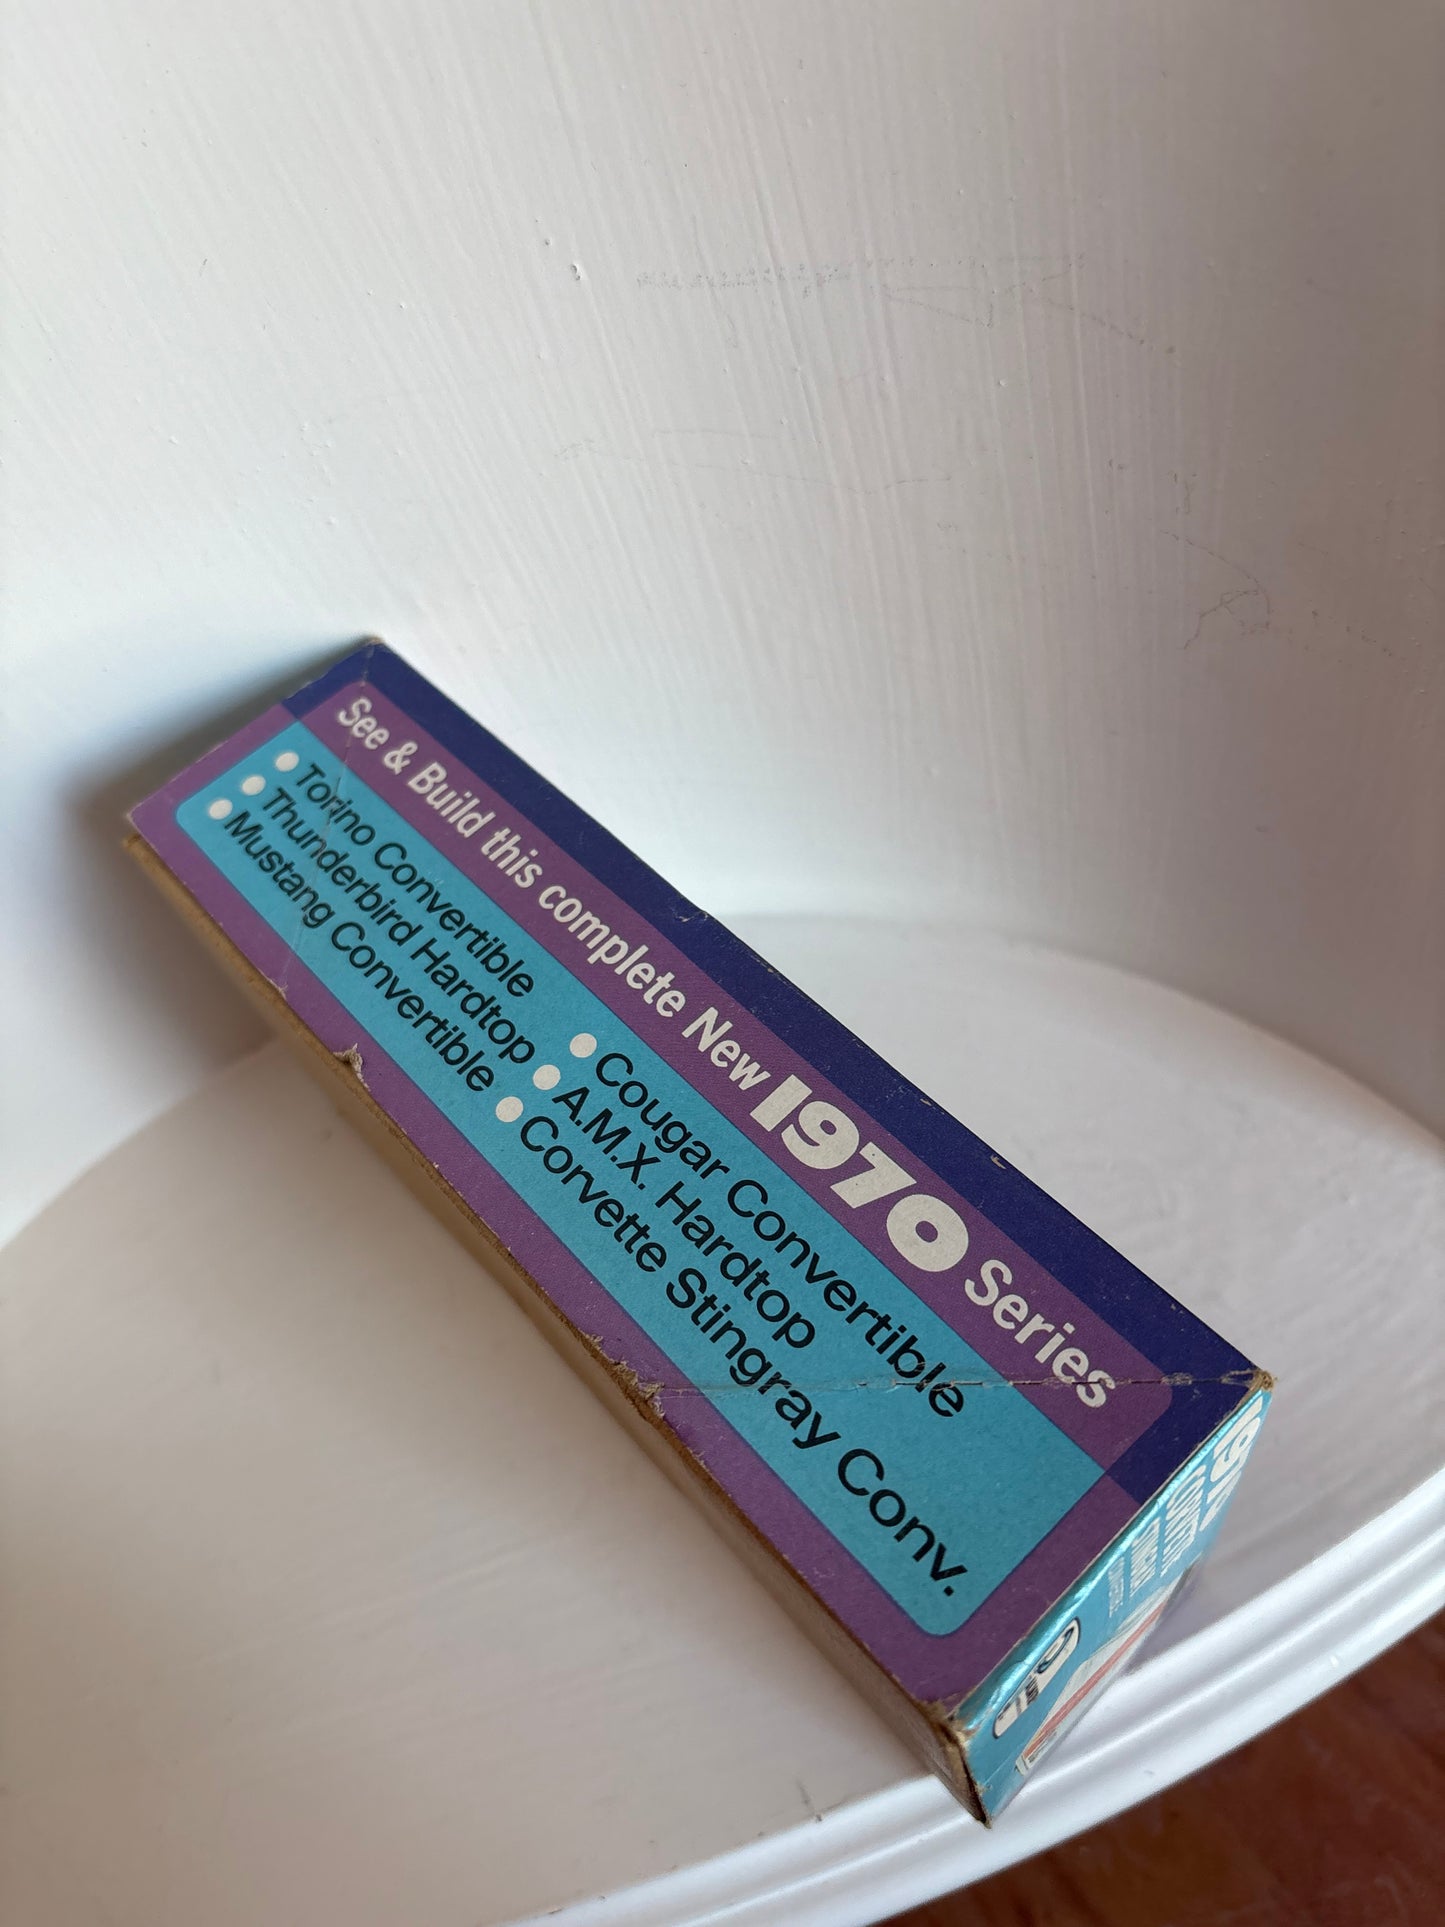 See & Build this complete New 1970 Series
● Torino Convertible
● Thunderbird Hardtop
● Mustang Convertible
● Cougar Convertible
● A.M.X. Hardtop
● Corvette Stingray Conv.